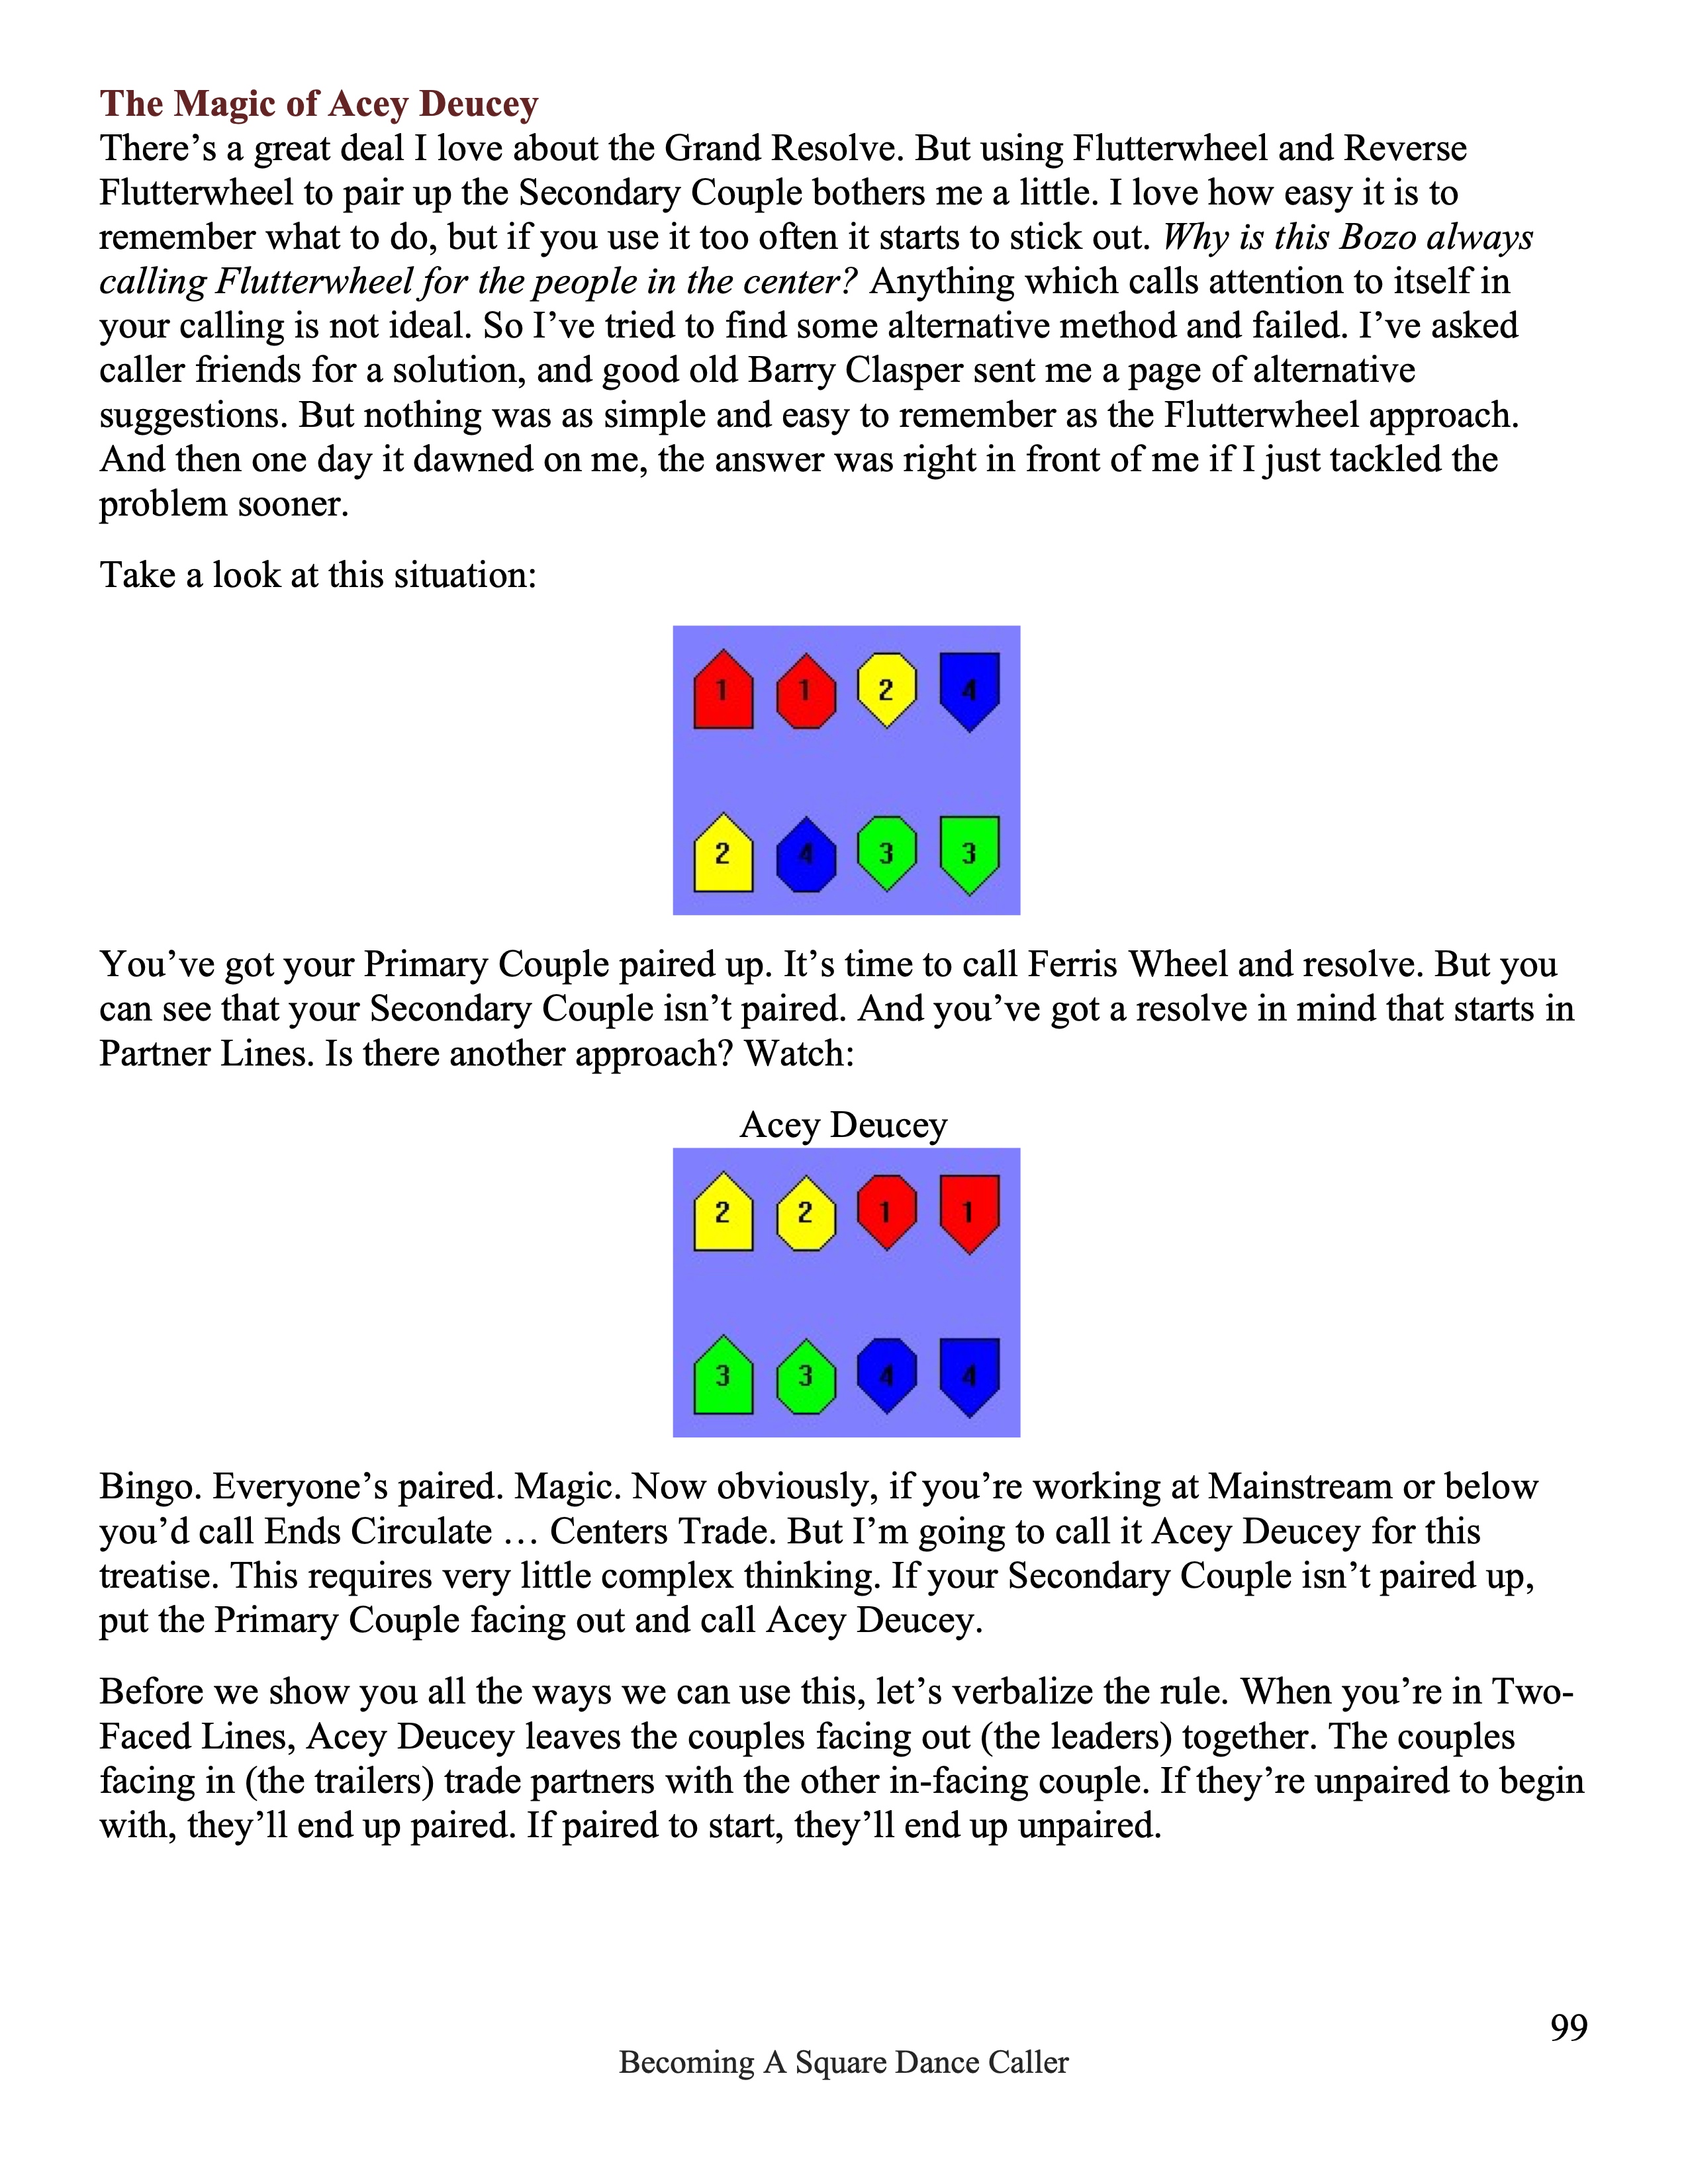 The Magic of Acey Deucey
There’s a great deal I love about the Grand Resolve. But using Flutterwheel and Reverse
Flutterwheel to pair up the Secondary Couple bothers me a little. I love how easy it is to
remember what to do, but if you use it too often it starts to stick out. Why is this Bozo always
calling Flutterwheel for the people in the center? Anything which calls attention to itself in
your calling is not ideal. So I’ve tried to find some alternative method and failed. I’ve asked
caller friends for a solution, and good old Barry Clasper sent me a page of alternative
suggestions. But nothing was as simple and easy to remember as the Flutterwheel approach.
And then one day it dawned on me, the answer was right in front of me if I just tackled the
problem sooner.
Take a look at this situation:
1 1 2 4
2 4 3 3
You’ve got your Primary Couple paired up. It’s time to call Ferris Wheel and resolve. But you
can see that your Secondary Couple isn’t paired. And you’ve got a resolve in mind that starts in
Partner Lines. Is there another approach? Watch:
Acey Deucey
2 2 1 1
3 3 4 4
Bingo. Everyone’s paired. Magic. Now obviously, if you’re working at Mainstream or below
you’d call Ends Circulate … Centers Trade. But I’m going to call it Acey Deucey for this
treatise. This requires very little complex thinking. If your Secondary Couple isn’t paired up,
put the Primary Couple facing out and call Acey Deucey.
Before we show you all the ways we can use this, let’s verbalize the rule. When you’re in Two-
Faced Lines, Acey Deucey leaves the couples facing out (the leaders) together. The couples
facing in (the trailers) trade partners with the other in-facing couple. If they’re unpaired to begin
with, they’ll end up paired. If paired to start, they’ll end up unpaired.
99
Becoming A Square Dance Caller